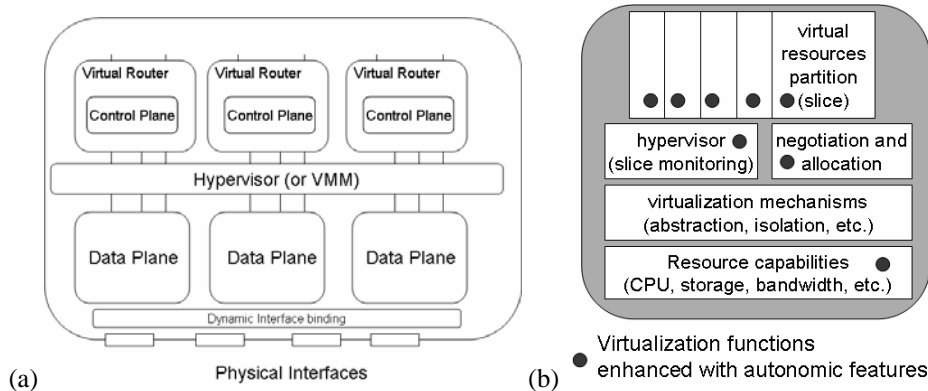 Virtual Router
Virtual Router
Virtual Router
Control Plane
Control Plane
Control Plane
Hypervisor (or VMM)
Data Plane
Data Plane
Data Plane
Dynamic Interface binding
(a)
Physical Interfaces
virtual
resources
partition
(slice)
hypervisor
(slice monitoring)
negotiation and
allocation
virtualization mechanisms
(abstraction, isolation, etc.)
Resource capabilities
(CPU, storage, bandwidth, etc.)
(b)
Virtualization functions
enhanced with autonomic features